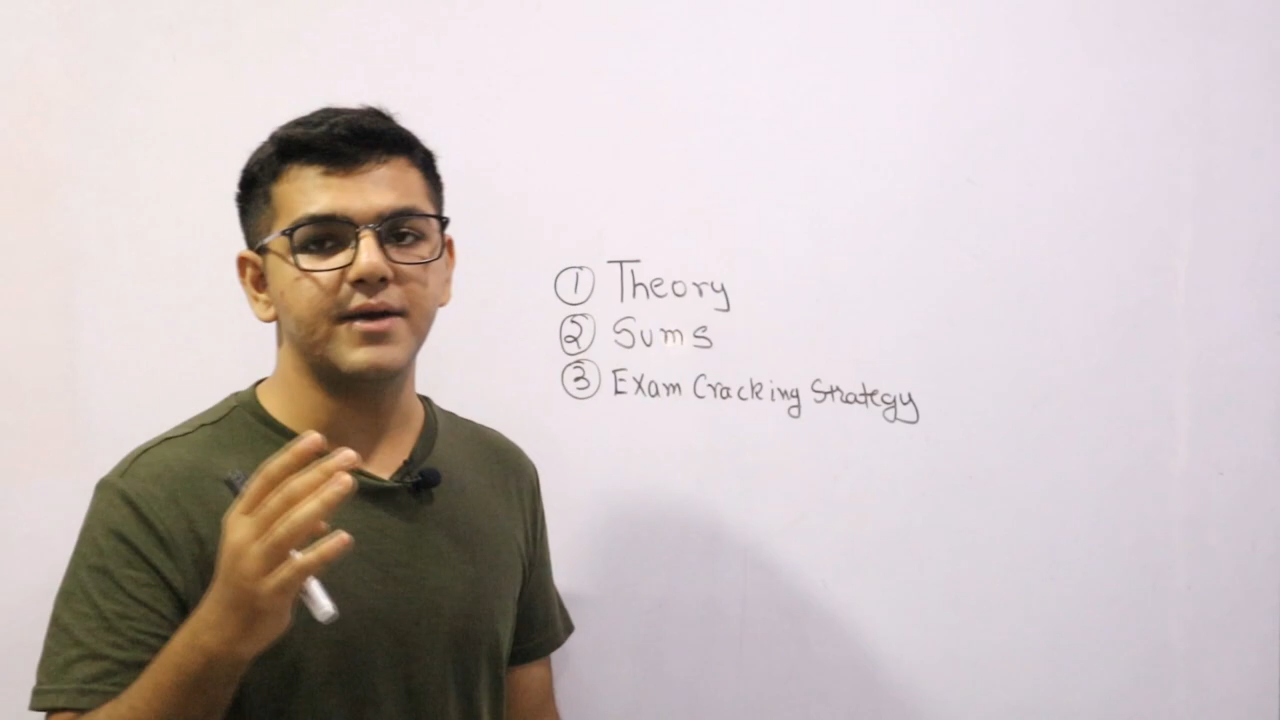 ① Theory
② Sums
③ Exam Cracking Strategy